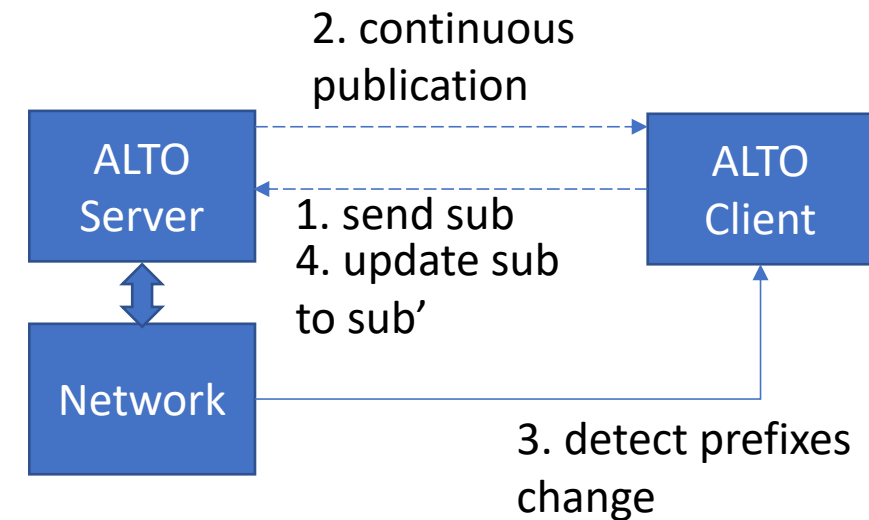 2. continuous
publication
ALTO
Server
ALTO
Client
1. send sub
4. update sub
to sub’
Network
3. detect prefixes
change